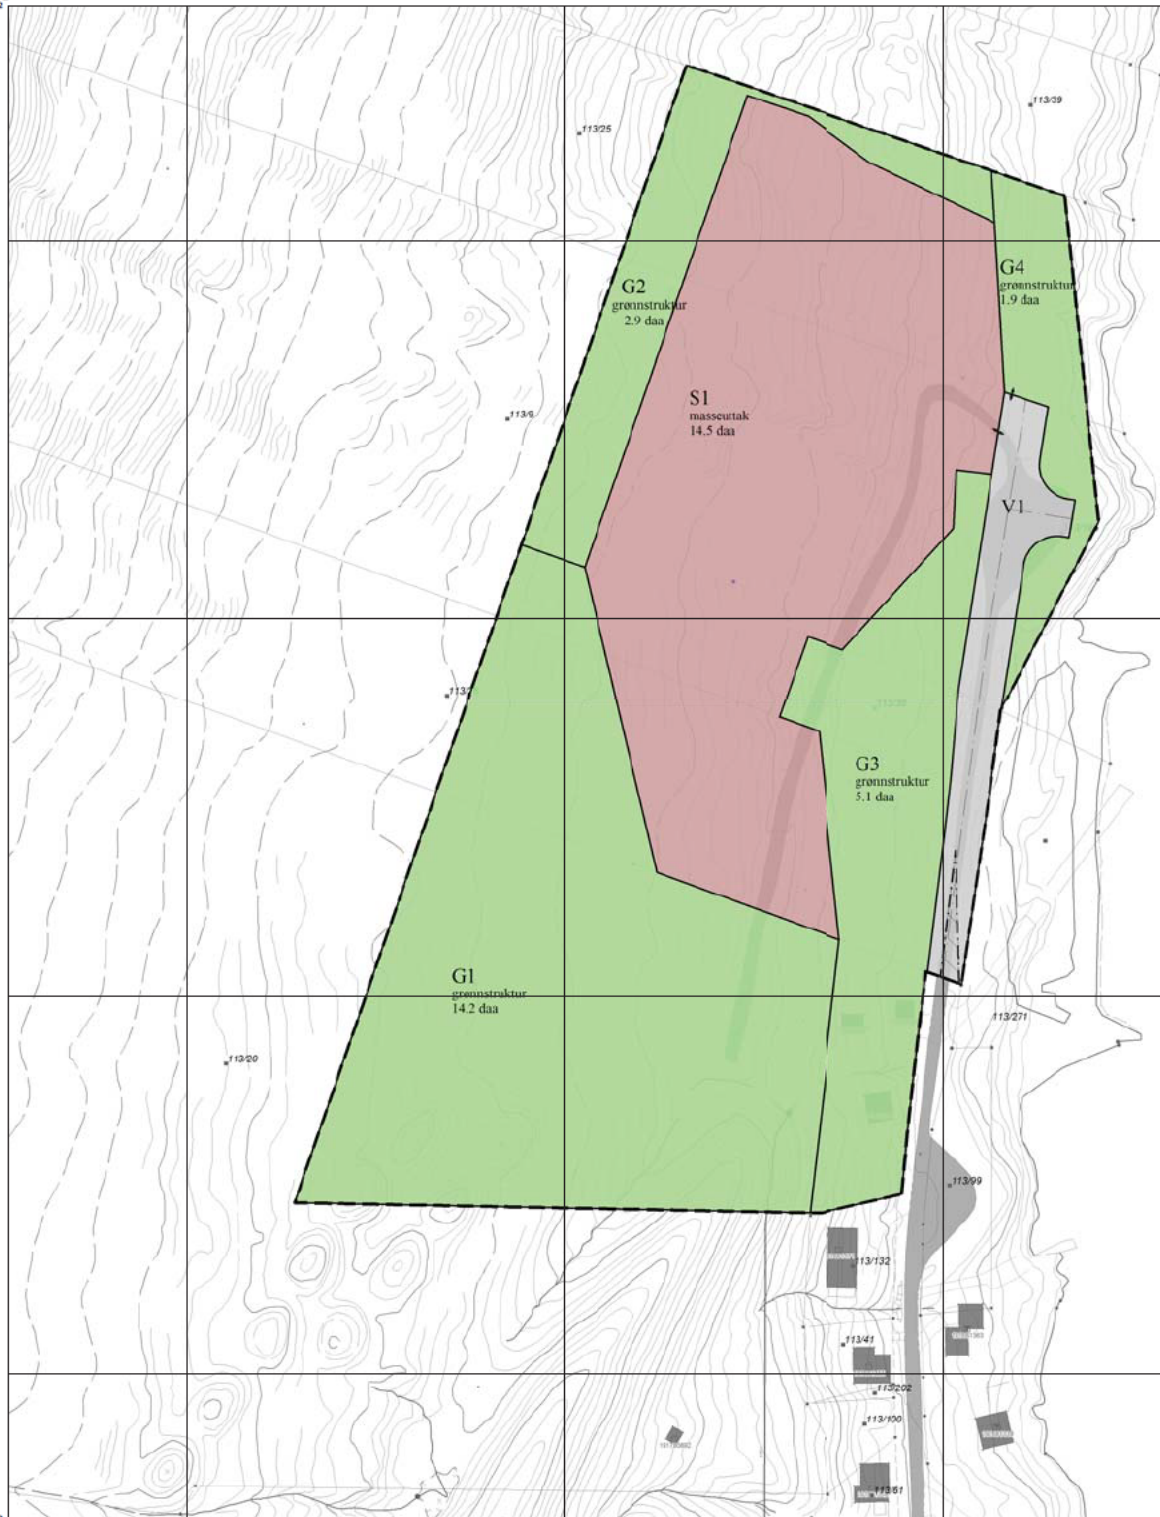 113/39
113/25
G2
grønnstruktur
2.9 daa
G4
grønnstruktur
1.9 daa
S1
masseuttak
14.5 daa
V1
G3
grønnstruktur
5.1 daa
G1
grønnstruktur
14.2 daa
113/271
113/20
113/99
113/132
113/41
113/202
113/100
113/61